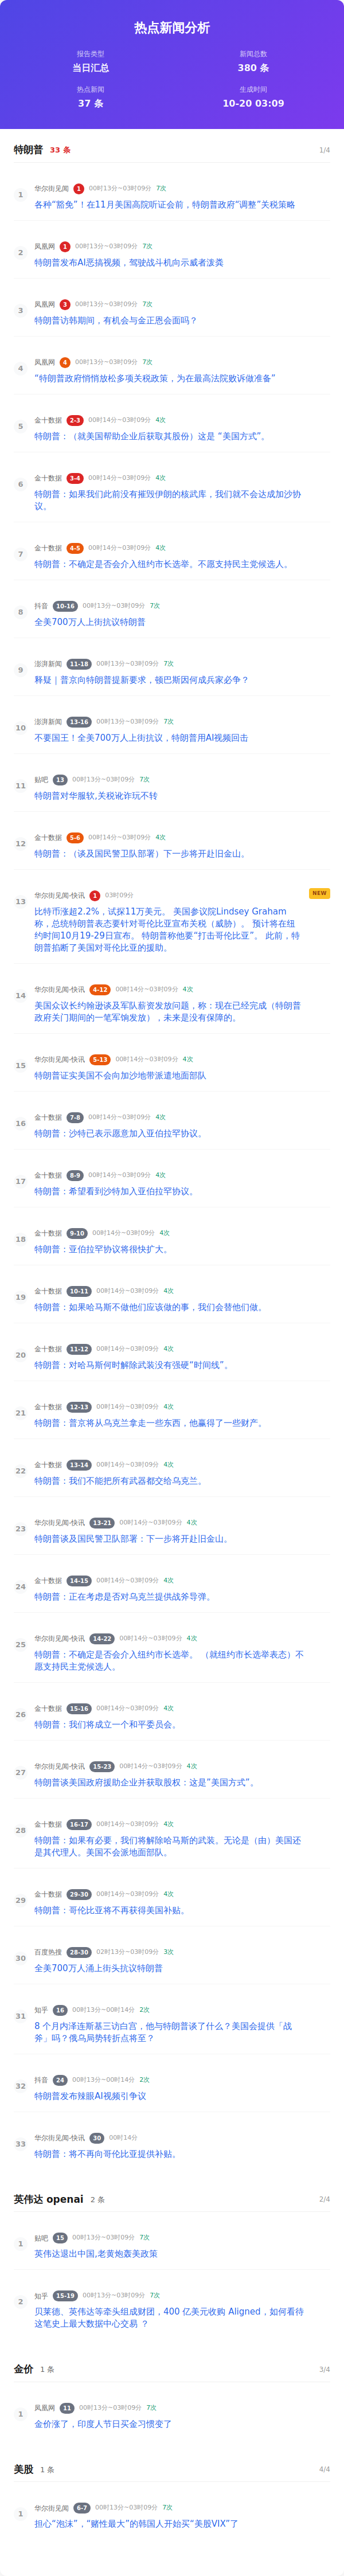 热点新闻分析
报告类型
新闻总数
当日汇总
380 条
热点新闻
生成时间
37 条
10-20 03:09
特朗普 33 条 1/4
1
华尔街见闻 1 00时13分~03时09分 7次
各种“豁免”！在11月美国高院听证会前，特朗普政府“调整”关税策略
2
凤凰网 1 00时13分~03时09分 7次
特朗普发布AI恶搞视频，驾驶战斗机向示威者泼粪
3
凤凰网 3 00时13分~03时09分 7次
特朗普访韩期间，有机会与金正恩会面吗？
4
凤凰网 4 00时13分~03时09分 7次
“特朗普政府悄悄放松多项关税政策，为在最高法院败诉做准备”
5
金十数据 2-3 00时14分~03时09分 4次
特朗普：（就美国帮助企业后获取其股份）这是 “美国方式”。
6
金十数据 3-4 00时14分~03时09分 4次
特朗普：如果我们此前没有摧毁伊朗的核武库，我们就不会达成加沙协
议。
7
金十数据 4-5 00时14分~03时09分 4次
特朗普：不确定是否会介入纽约市长选举。不愿支持民主党候选人。
8
抖音 10-16 00时13分~03时09分 7次
全美700万人上街抗议特朗普
9
澎湃新闻 11-18 00时13分~03时09分 7次
释疑｜普京向特朗普提新要求，顿巴斯因何成兵家必争？
10
澎湃新闻 13-16 00时13分~03时09分 7次
不要国王！全美700万人上街抗议，特朗普用AI视频回击
11
贴吧 13 00时13分~03时09分 7次
特朗普对华服软,关税讹诈玩不转
12
金十数据 5-6 00时14分~03时09分 4次
特朗普：（谈及国民警卫队部署）下一步将开赴旧金山。
13
华尔街见闻-快讯 1 03时09分
NEW
比特币涨超2.2%，试探11万美元。 美国参议院Lindsey Graham
称，总统特朗普表态要针对哥伦比亚宣布关税（威胁）。 预计将在纽
约时间10月19-29日宣布。 特朗普称他要“打击哥伦比亚”。 此前，特
朗普掐断了美国对哥伦比亚的援助。
14
华尔街见闻-快讯 4-12 00时14分~03时09分 4次
美国众议长约翰逊谈及军队薪资发放问题，称：现在已经完成（特朗普
政府关门期间的一笔军饷发放），未来是没有保障的。
15
华尔街见闻-快讯 5-13 00时14分~03时09分 4次
特朗普证实美国不会向加沙地带派遣地面部队
16
金十数据 7-8 00时14分~03时09分 4次
特朗普：沙特已表示愿意加入亚伯拉罕协议。
17
金十数据 8-9 00时14分~03时09分 4次
特朗普：希望看到沙特加入亚伯拉罕协议。
18
金十数据 9-10 00时14分~03时09分 4次
特朗普：亚伯拉罕协议将很快扩大。
19
金十数据 10-11 00时14分~03时09分 4次
特朗普：如果哈马斯不做他们应该做的事，我们会替他们做。
20
金十数据 11-12 00时14分~03时09分 4次
特朗普：对哈马斯何时解除武装没有强硬“时间线”。
21
金十数据 12-13 00时14分~03时09分 4次
特朗普：普京将从乌克兰拿走一些东西，他赢得了一些财产。
22
金十数据 13-14 00时14分~03时09分 4次
特朗普：我们不能把所有武器都交给乌克兰。
23
华尔街见闻-快讯 13-21 00时14分~03时09分 4次
特朗普谈及国民警卫队部署：下一步将开赴旧金山。
24
金十数据 14-15 00时14分~03时09分 4次
特朗普：正在考虑是否对乌克兰提供战斧导弹。
25
华尔街见闻-快讯 14-22 00时14分~03时09分 4次
特朗普：不确定是否会介入纽约市长选举。 （就纽约市长选举表态）不
愿支持民主党候选人。
26
金十数据 15-16 00时14分~03时09分 4次
特朗普：我们将成立一个和平委员会。
27
华尔街见闻-快讯 15-23 00时14分~03时09分 4次
特朗普谈美国政府援助企业并获取股权：这是“美国方式”。
28
金十数据 16-17 00时14分~03时09分 4次
特朗普：如果有必要，我们将解除哈马斯的武装。无论是（由）美国还
是其代理人。美国不会派地面部队。
29
金十数据 29-30 00时14分~03时09分 4次
特朗普：哥伦比亚将不再获得美国补贴。
30
百度热搜 28-30 02时13分~03时09分 3次
全美700万人涌上街头抗议特朗普
31
知乎 16 00时13分~00时14分 2次
8 个月内泽连斯基三访白宫，他与特朗普谈了什么？美国会提供「战
斧」吗？俄乌局势转折点将至？
32
抖音 24 00时13分~00时14分 2次
特朗普发布辣眼AI视频引争议
33
华尔街见闻-快讯 30 00时14分
特朗普：将不再向哥伦比亚提供补贴。
英伟达 openai 2 条 2/4
1
贴吧 15 00时13分~03时09分 7次
英伟达退出中国,老黄炮轰美政策
2
知乎 15-19 00时13分~03时09分 7次
贝莱德、英伟达等牵头组成财团，400 亿美元收购 Aligned，如何看待
这笔史上最大数据中心交易 ？
金价 1 条 3/4
1
凤凰网 11 00时13分~03时09分 7次
金价涨了，印度人节日买金习惯变了
美股 1 条 4/4
1
华尔街见闻 6-7 00时13分~03时09分 7次
担心“泡沫”，“赌性最大”的韩国人开始买“美股VIX”了